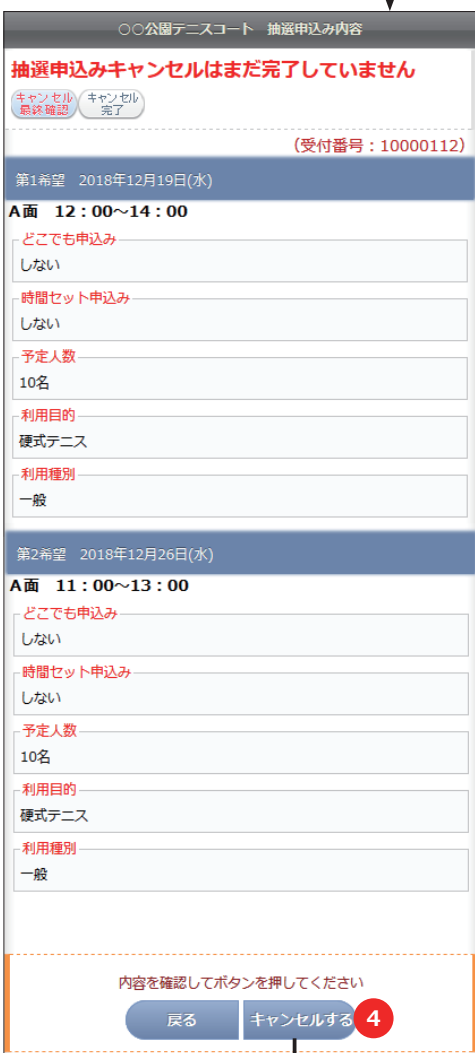 ○○公園テニスコート　抽選申込み内容
抽選申込みキャンセルはまだ完了していません
キャンセル
最終確認
キャンセル
完了
（受付番号：10000112）
第1希望　2018年12月19日(水)
A面　12：00～14：00
どこでも申込み
しない
時間セット申込み
しない
予定人数
10名
利用目的
硬式テニス
利用種別
一般
第2希望　2018年12月26日(水)
A面　11：00～13：00
どこでも申込み
しない
時間セット申込み
しない
予定人数
10名
利用目的
硬式テニス
利用種別
一般
内容を確認してボタンを押してください
戻る　キャンセルする 4